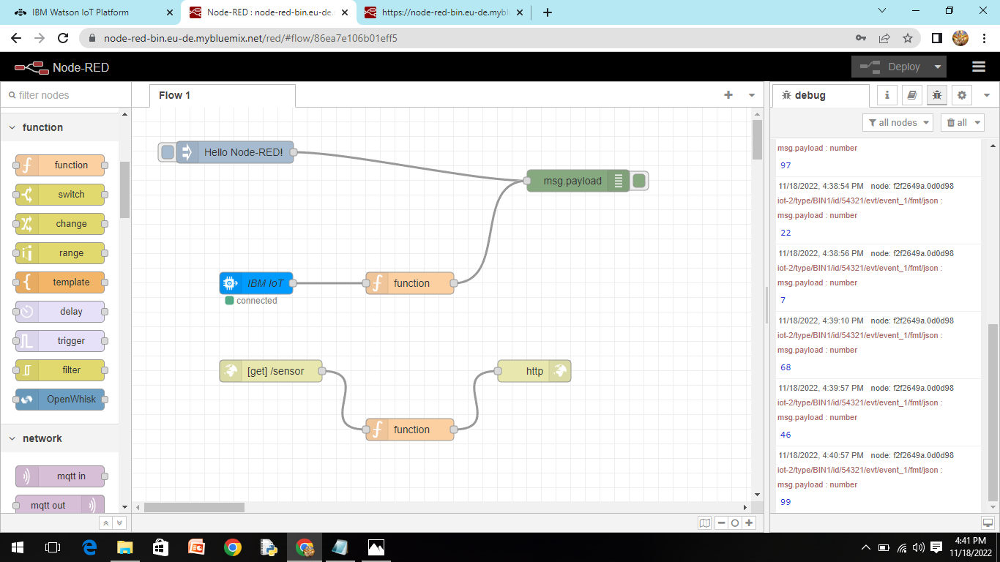 IBM Watson IoT Platform
Node-RED : node-red-bin.eu-de.
https://node-red-bin.eu-de.mybl
node-red-bin.eu-de.mybluemix.net/red/#flow/86ea7e106b01eff5
Node-RED
Deploy
filter nodes
Flow 1
debug
all nodes
all
function
function
switch
change
range
template
delay
trigger
filter
OpenWhisk
network
mqtt in
mqtt out
Hello Node-RED!
msg.payload
IBM IoT
function
connected
[get] /sensor
http
function
msg.payload : number
97
11/18/2022, 4:38:54 PM node: f2f2649a.0d0d98
iot-2/type/BIN1/id/54321/evt/event_1/fmt/json :
msg.payload : number
22
11/18/2022, 4:38:56 PM node: f2f2649a.0d0d98
iot-2/type/BIN1/id/54321/evt/event_1/fmt/json :
msg.payload : number
7
11/18/2022, 4:39:10 PM node: f2f2649a.0d0d98
iot-2/type/BIN1/id/54321/evt/event_1/fmt/json :
msg.payload : number
68
11/18/2022, 4:39:57 PM node: f2f2649a.0d0d98
iot-2/type/BIN1/id/54321/evt/event_1/fmt/json :
msg.payload : number
46
11/18/2022, 4:40:57 PM node: f2f2649a.0d0d98
iot-2/type/BIN1/id/54321/evt/event_1/fmt/json :
msg.payload : number
99
4:41 PM
11/18/2022